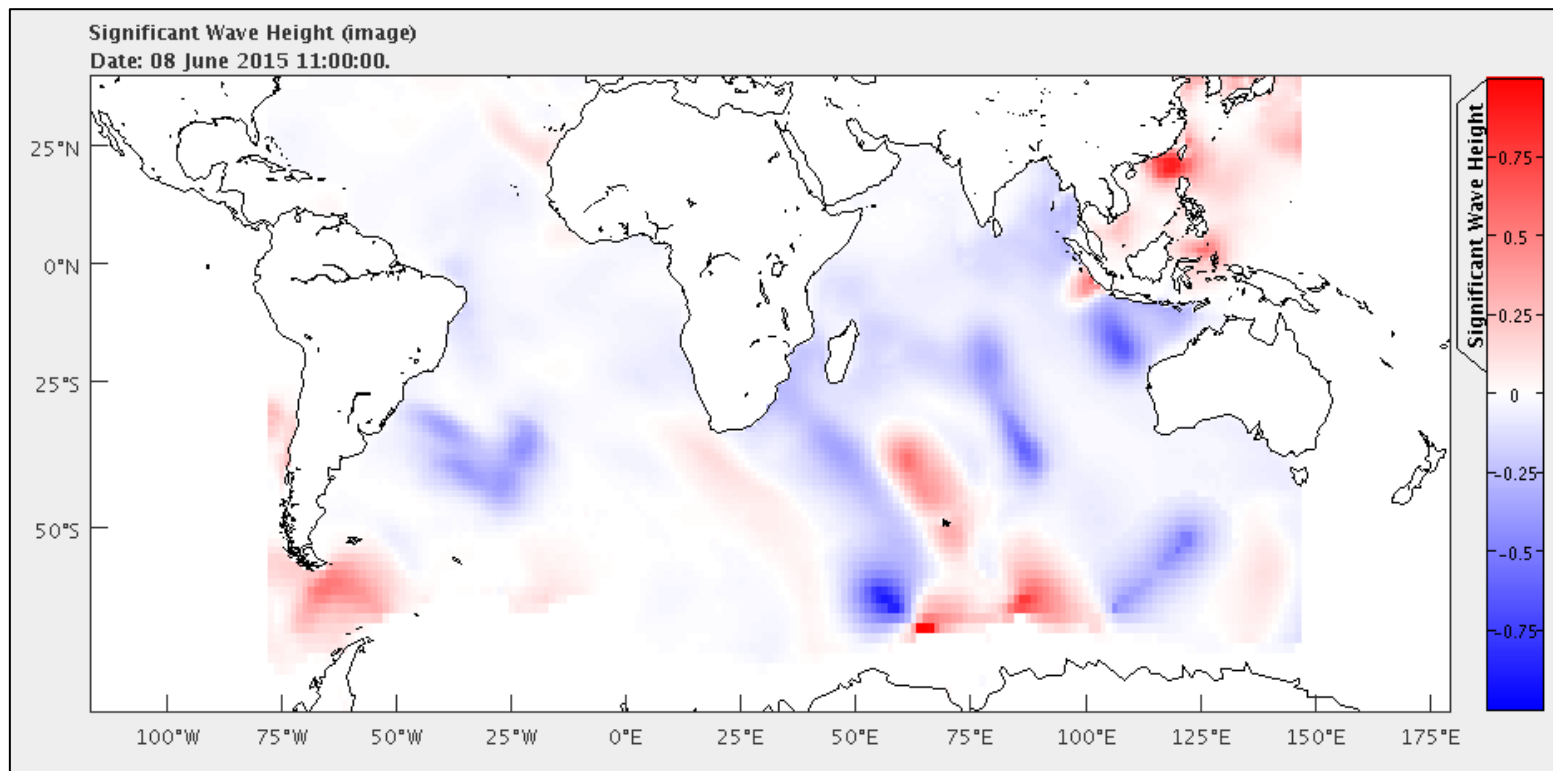 Significant Wave Height (image)
Date: 08 June 2015 11:00:00.
25°N
0°N
25°S
50°S
100°W
75°W
50°W
25°W
0°E
25°E
50°E
75°E
100°E
125°E
150°E
175°E
Significant Wave Height
0.75
0.5
0.25
0
-0.25
-0.5
-0.75